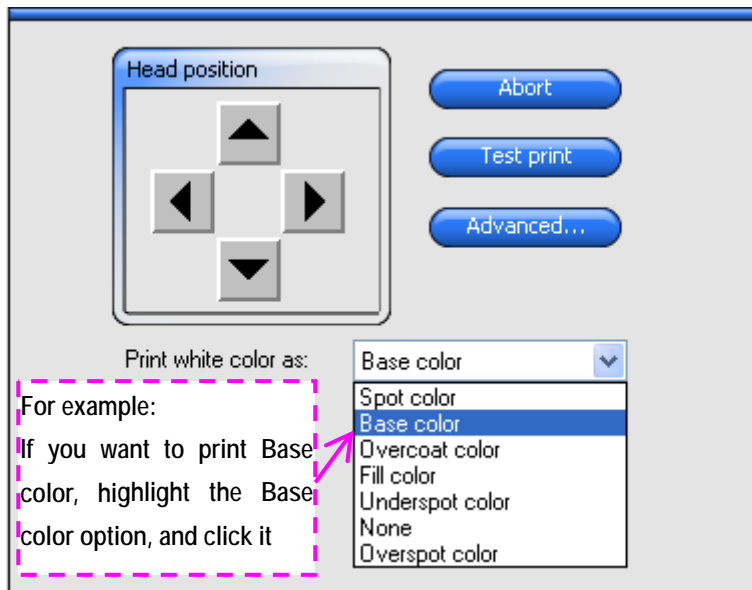 Head position
Abort
Test print
Advanced...
Print white color as:
Base color
Spot color
Base color
Overcoat color
Fill color
Underspot color
None
Overspot color
For example:
If you want to print Base
color, highlight the Base
color option, and click it